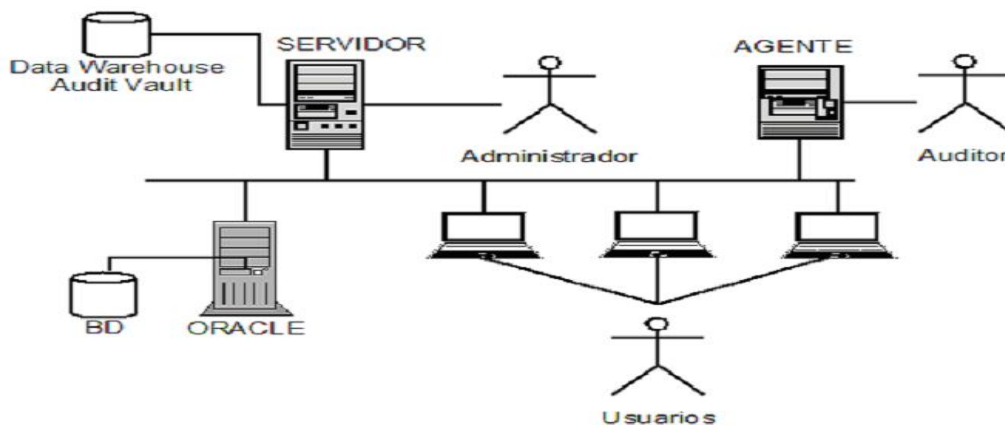 SERVIDOR
AGENTE
Data Warehouse
Audit Vault
Administrador
Auditor
BD
ORACLE
Usuarios